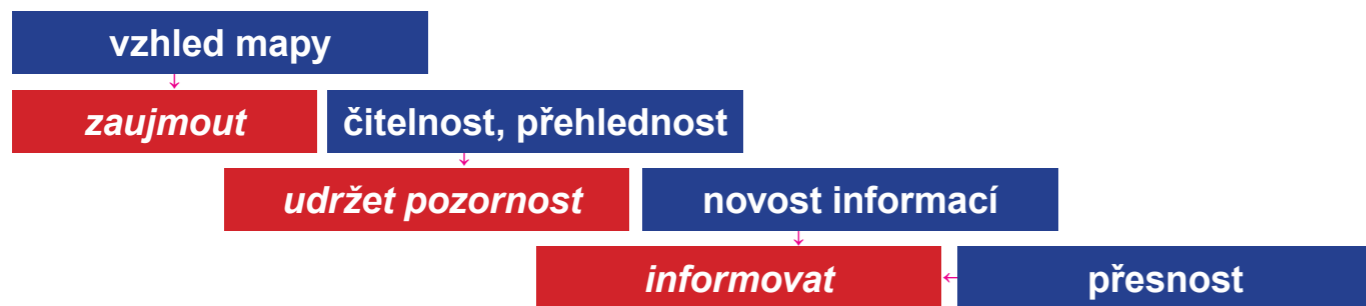 vzhled mapy
zaujmout
čitelnost, přehlednost
udržet pozornost
novost informací
informovat
přesnost